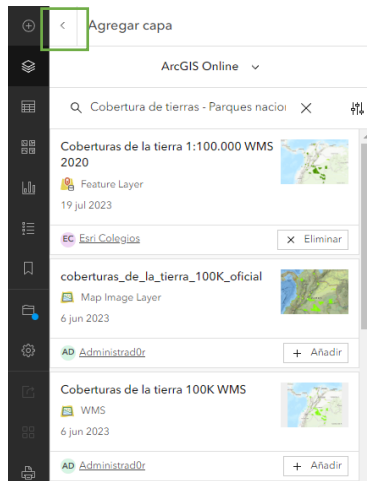 Agregar capa
ArcGIS Online
Cobertura de tierras - Parques nacio
Coberturas de la tierra 1:100.000 WMS
2020
Feature Layer
19 jul 2023
EC Esri Colegios
Eliminar
coberturas_de_la_tierra_100K_oficial
Map Image Layer
6 jun 2023
AD Administrad0r
+ Añadir
Coberturas de la tierra 100K WMS
WMS
6 jun 2023
AD Administrad0r
+ Añadir